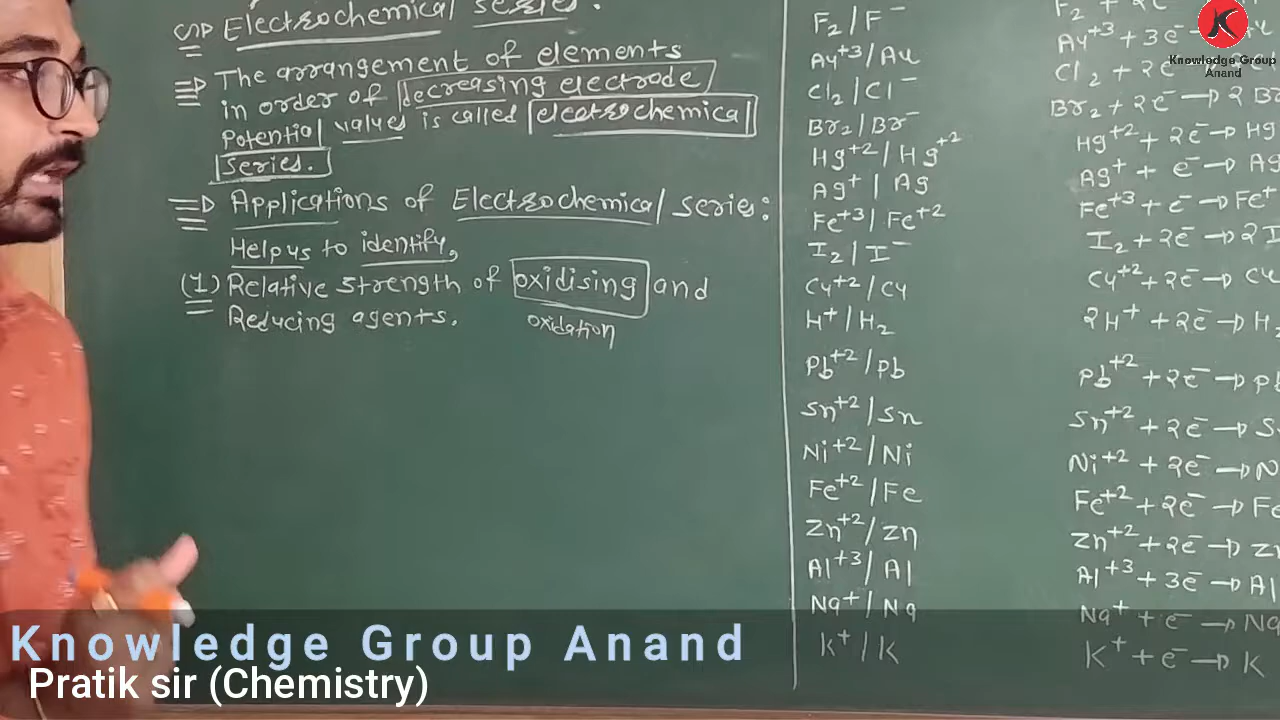 Electrochemical series.
The arrangement of elements
in order of decreasing electrode
potential values is called electrochemical
series.
Applications of Electrochemical series:
Help us to identify,
(1) Relative strength of oxidising and
oxidation
Reducing agents.
F2 / F⁻
Au⁺³ / Au
Cl2 / Cl⁻
Br2 / Br⁻
Hg⁺² / Hg⁺²
Ag⁺ | Ag
Fe⁺³ / Fe⁺²
I2 / I⁻
Cu⁺² / Cu
H⁺ / H2
Pb⁺² / Pb
Sn⁺² / Sn
Ni⁺² / Ni
Fe⁺² / Fe
Zn⁺² / Zn
Al⁺³ / Al
Na⁺ / Na
K⁺ / K
F2 + 2e⁻
Au⁺³ + 3e⁻
Cl2 + 2e⁻
Br2 + 2e⁻ → 2Br
Hg⁺² + 2e⁻ → Hg
Ag⁺ + e⁻ → Ag
Fe⁺³ + e⁻ → Fe⁺
I2 + 2e⁻ → 2I
Cu⁺² + 2e⁻ → Cu
2H⁺ + 2e⁻ → H2
Pb⁺² + 2e⁻ → Pb
Sn⁺² + 2e⁻ → S
Ni⁺² + 2e⁻ → N
Fe⁺² + 2e⁻ → Fe
Zn⁺² + 2e⁻ → Zn
Al⁺³ + 3e⁻ → Al
Na⁺ + e⁻ → Na
K⁺ + e⁻ → K
K
Knowledge Group
Anand
Knowledge Group Anand
Pratik sir (Chemistry)